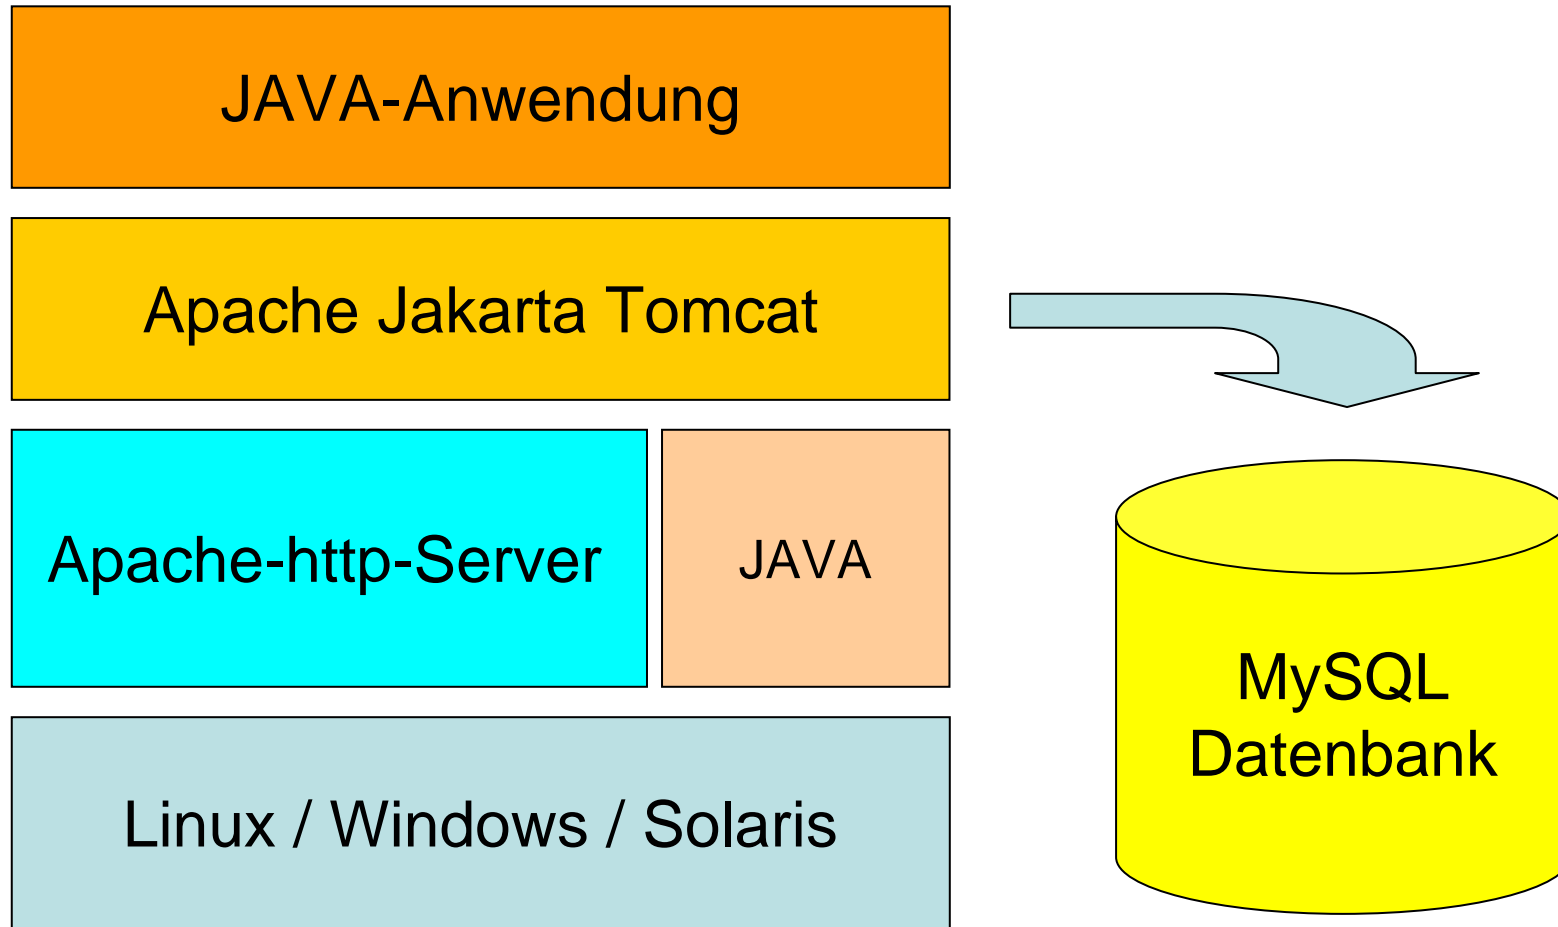 JAVA-Anwendung
Apache Jakarta Tomcat
Apache-http-Server
JAVA
Linux / Windows / Solaris
MySQL
Datenbank